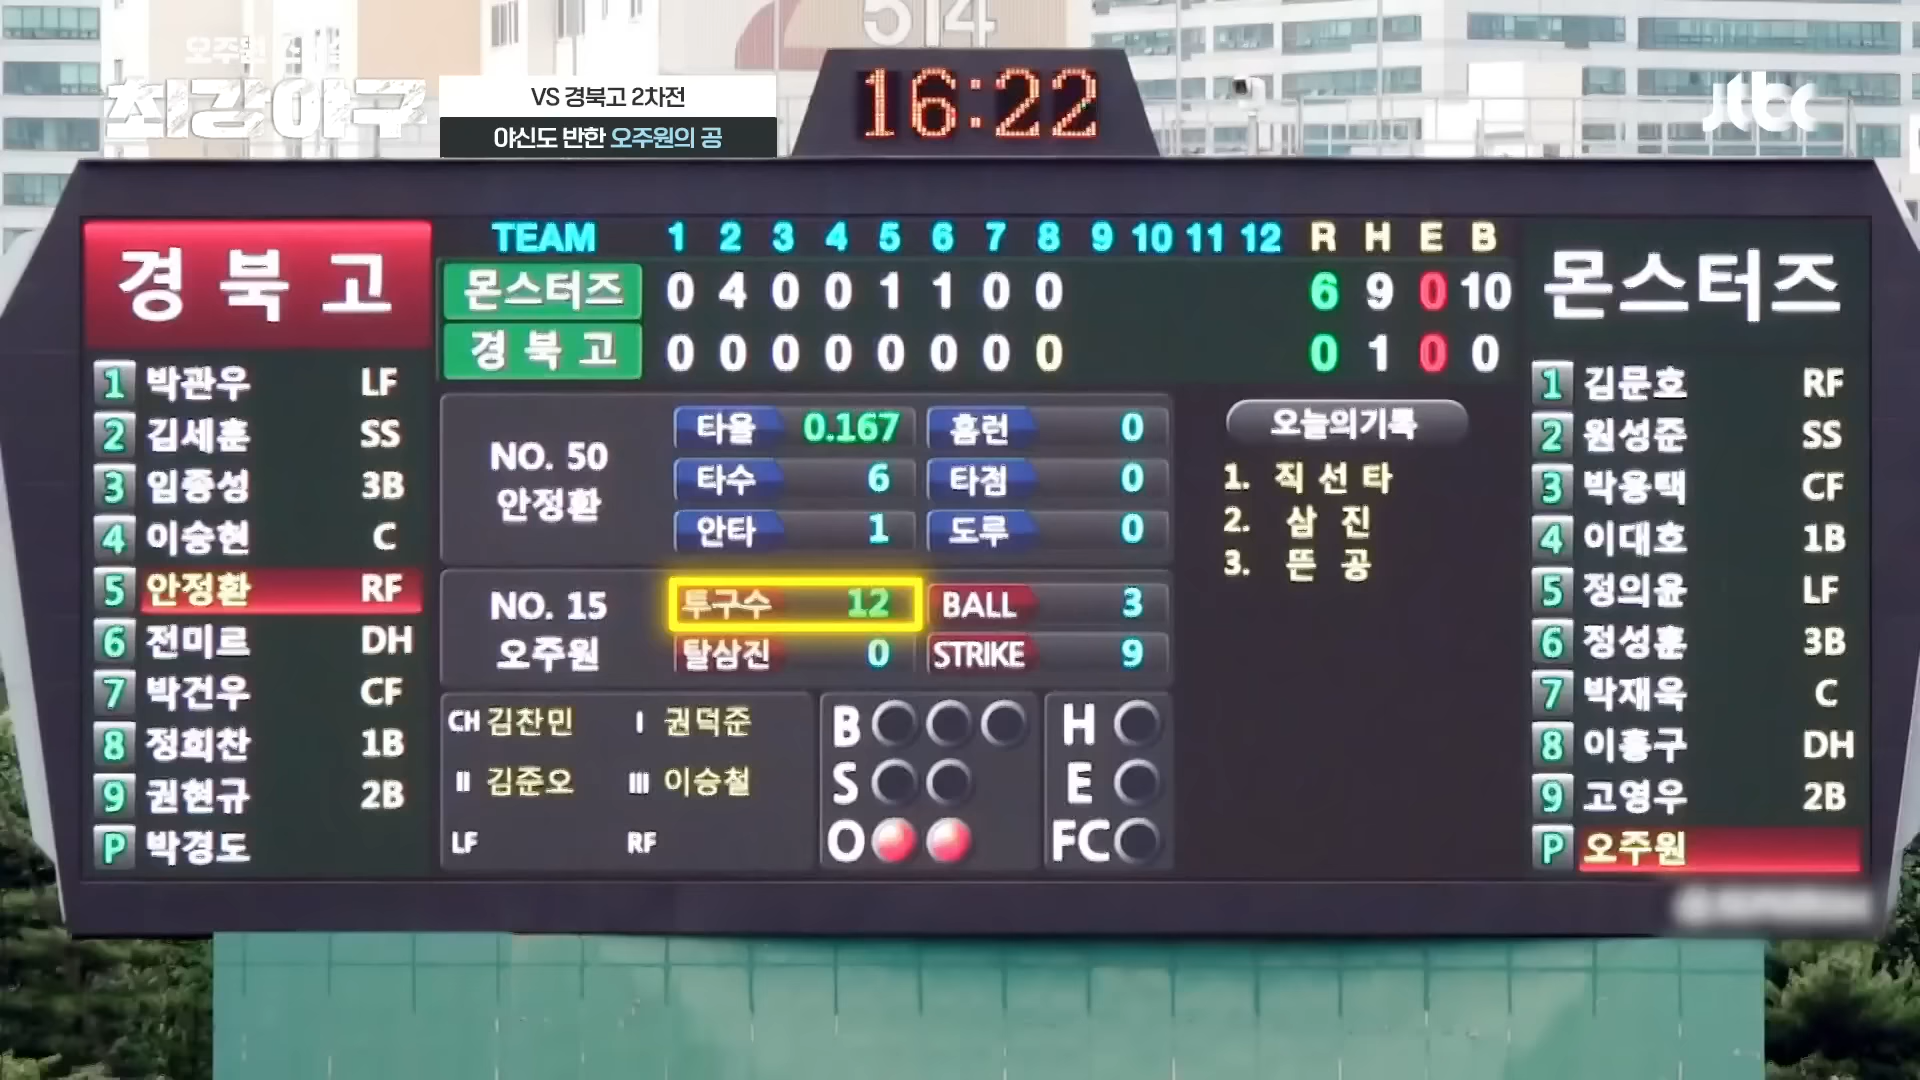 514
최강야구
VS 경북고 2차전
야신도 반한 오주원의 공
16:22
jtbc
경북고
TEAM 1 2 3 4 5 6 7 8 9 10 11 12 R H E B
몬스터즈 0 4 0 0 1 1 0 0 6 9 0 10
경북고 0 0 0 0 0 0 0 0 0 1 0 0
몬스터즈
1 박관우 LF
2 김세훈 SS
3 임종성 3B
4 이승현 C
5 안정환 RF
6 전미르 DH
7 박건우 CF
8 정희찬 1B
9 권현규 2B
P 박경도
NO. 50
안정환
타율 0.167 홈런 0
타수 6 타점 0
안타 1 도루 0
NO. 15
오주원
투구수 12 BALL 3
탈삼진 0 STRIKE 9
CH 김찬민 I 권덕준
II 김준오 III 이승철
LF RF
B
S
O
H
E
FC
오늘의기록
1. 직선타
2. 삼진
3. 뜬공
1 김문호 RF
2 원성준 SS
3 박용택 CF
4 이대호 1B
5 정의윤 LF
6 정성훈 3B
7 박재욱 C
8 이홍구 DH
9 고영우 2B
P 오주원